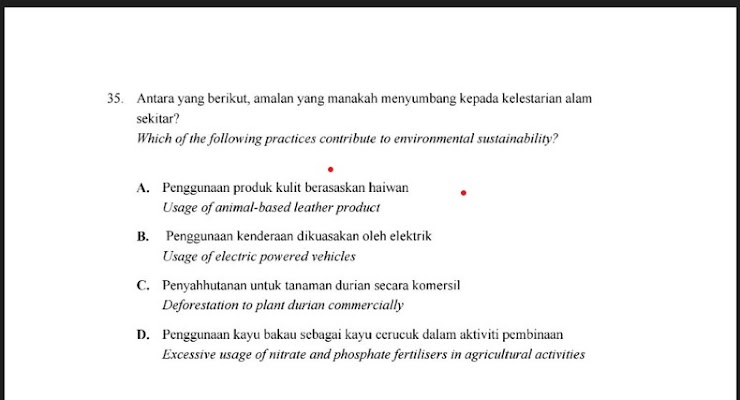 35. Antara yang berikut, amalan yang manakah menyumbang kepada kelestarian alam
sekitar?
Which of the following practices contribute to environmental sustainability?
A. Penggunaan produk kulit berasaskan haiwan
Usage of animal-based leather product
B. Penggunaan kenderaan dikuasakan oleh elektrik
Usage of electric powered vehicles
C. Penyahhutanan untuk tanaman durian secara komersil
Deforestation to plant durian commercially
D. Penggunaan kayu bakau sebagai kayu cerucuk dalam aktiviti pembinaan
Excessive usage of nitrate and phosphate fertilisers in agricultural activities